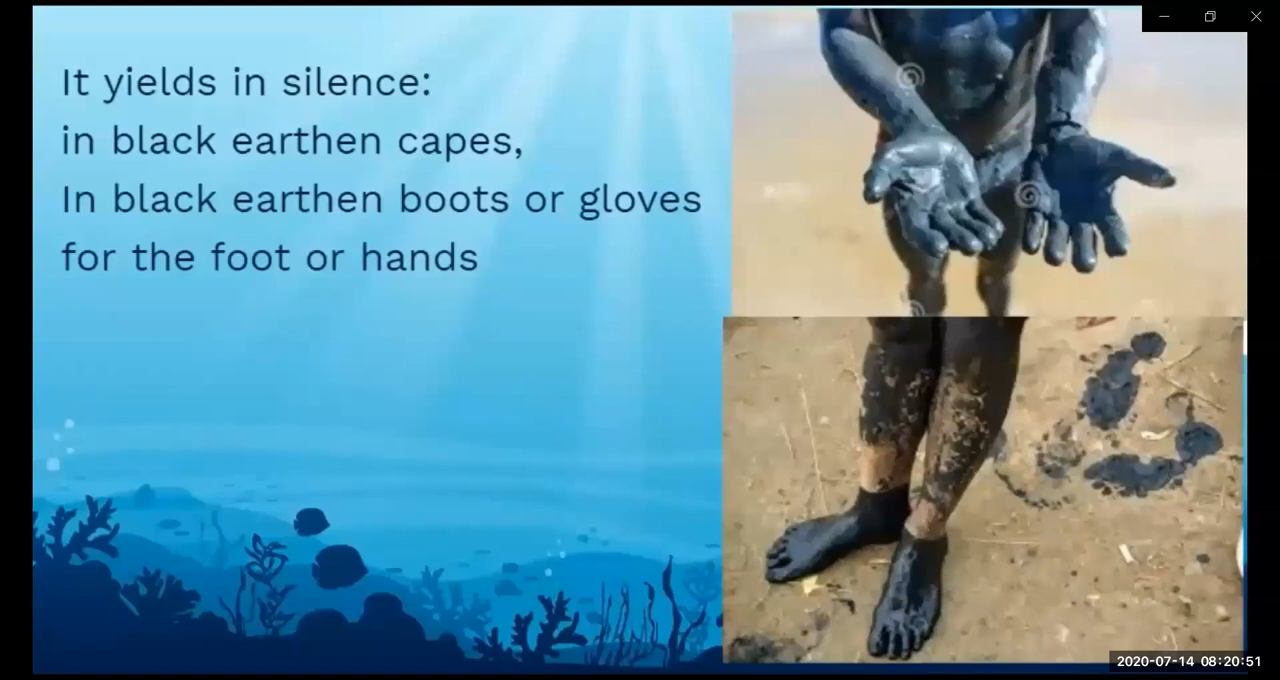 It yields in silence:
in black earthen capes,
In black earthen boots or gloves
for the foot or hands
2020-07-14 08:20:51